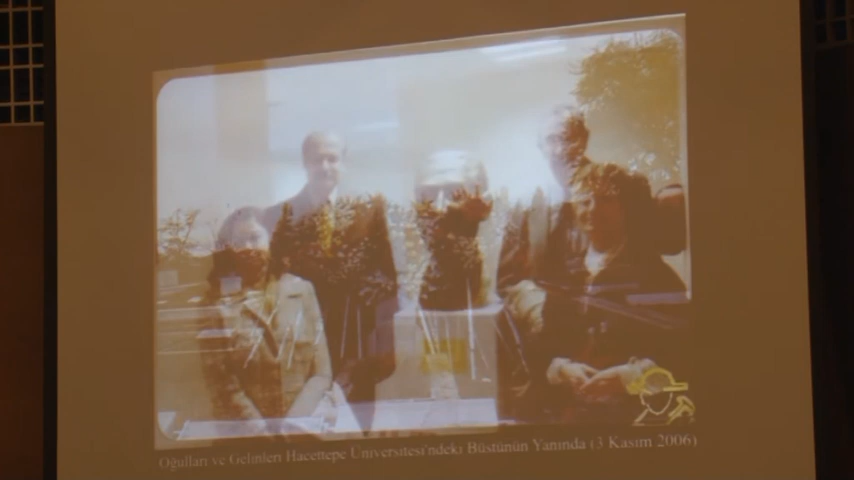 Oğulları ve Gelinleri Hacettepe Üniversitesi'ndeki Büstünün Yanında (3 Kasım 2006)